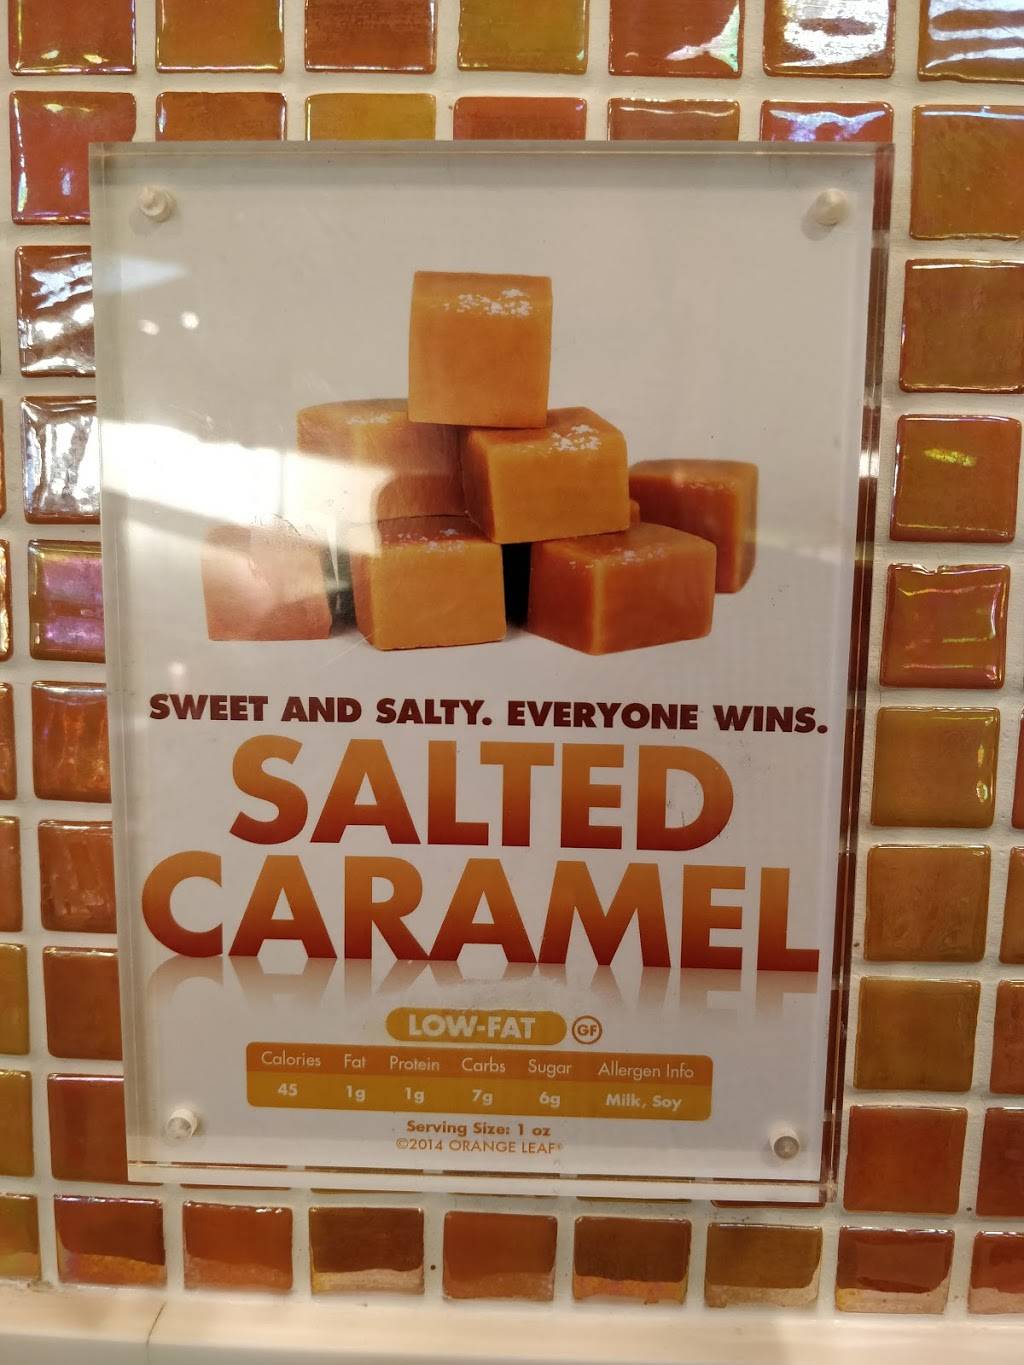 SWEET AND SALTY. EVERYONE WINS.
SALTED
CARAMEL
LOW-FAT GF
Calories Fat Protein Carbs Sugar Allergen Info
45 1g 1g 7g 6g Milk, Soy
Serving Size: 1 oz
©2014 ORANGE LEAF®